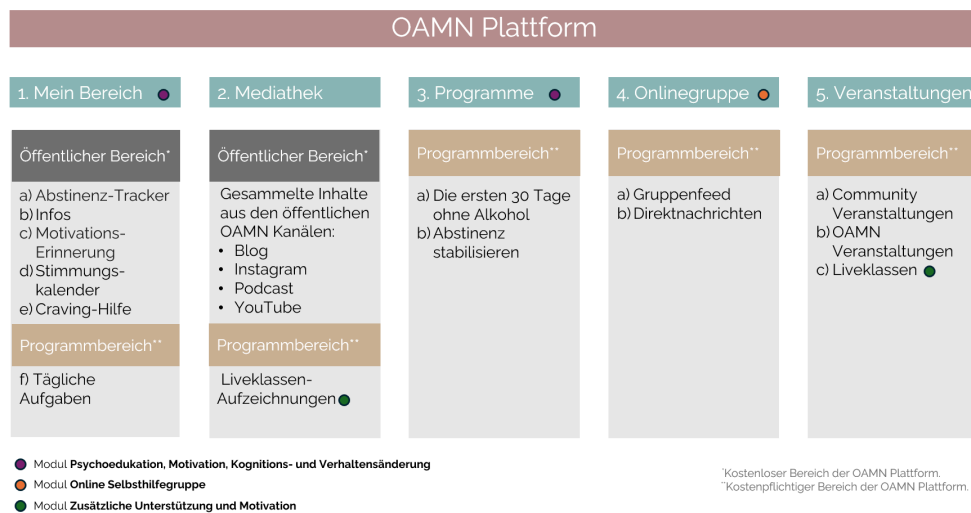 OAMN Plattform
1. Mein Bereich
Öffentlicher Bereich*
a) Abstinenz-Tracker
b) Infos
c) Motivations-
Erinnerung
d) Stimmungs-
kalender
e) Craving-Hilfe
Programmbereich**
f) Tägliche
Aufgaben
2. Mediathek
Öffentlicher Bereich*
Gesammelte Inhalte
aus den öffentlichen
OAMN Kanälen:
• Blog
• Instagram
• Podcast
• YouTube
Programmbereich**
Liveklassen-
Aufzeichnungen
3. Programme
Programmbereich**
a) Die ersten 30 Tage
ohne Alkohol
b) Abstinenz
stabilisieren
4. Onlinegruppe
Programmbereich**
a) Gruppenfeed
b) Direktnachrichten
5. Veranstaltungen
Programmbereich**
a) Community
Veranstaltungen
b) OAMN
Veranstaltungen
c) Liveklassen
Modul Psychoedukation, Motivation, Kognitions- und Verhaltensänderung
Modul Online Selbsthilfegruppe
Modul Zusätzliche Unterstützung und Motivation
*Kostenloser Bereich der OAMN Plattform.
**Kostenpflichtiger Bereich der OAMN Plattform.